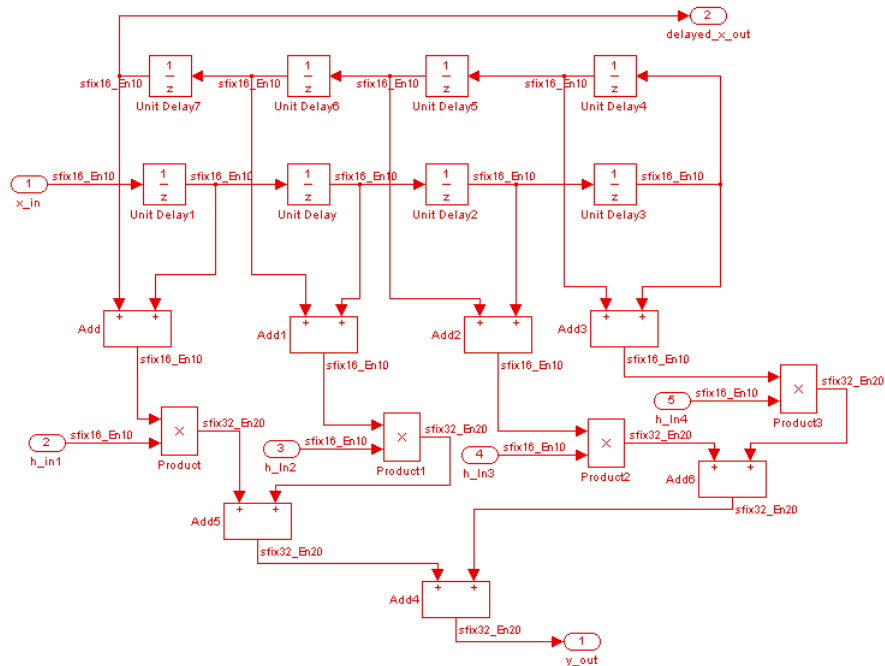 2
delayed_x_out
1
z
1
z
1
z
1
z
sfix16_En10
sfix16_En10
sfix16_En10
sfix16_En10
Unit Delay7
Unit Delay6
Unit Delay5
Unit Delay4
1
x_in
sfix16_En10
1
z
sfix16_En10
1
z
sfix16_En10
1
z
sfix16_En10
1
z
sfix16_En10
Unit Delay1
Unit Delay
Unit Delay2
Unit Delay3
+ +
Add
+ +
Add1
+ +
Add2
+ +
Add3
sfix16_En10
sfix16_En10
sfix16_En10
sfix16_En10
5
h_In4
sfix16_En10
×
sfix32_En20
Product3
2
h_in1
sfix16_En10
×
sfix32_En20
Product
3
h_In2
sfix16_En10
×
sfix32_En20
Product1
4
h_In3
sfix16_En10
×
sfix32_En20
Product2
+ +
Add6
sfix32_En20
+ +
Add5
sfix32_En20
+ +
Add4
sfix32_En20
1
y_out